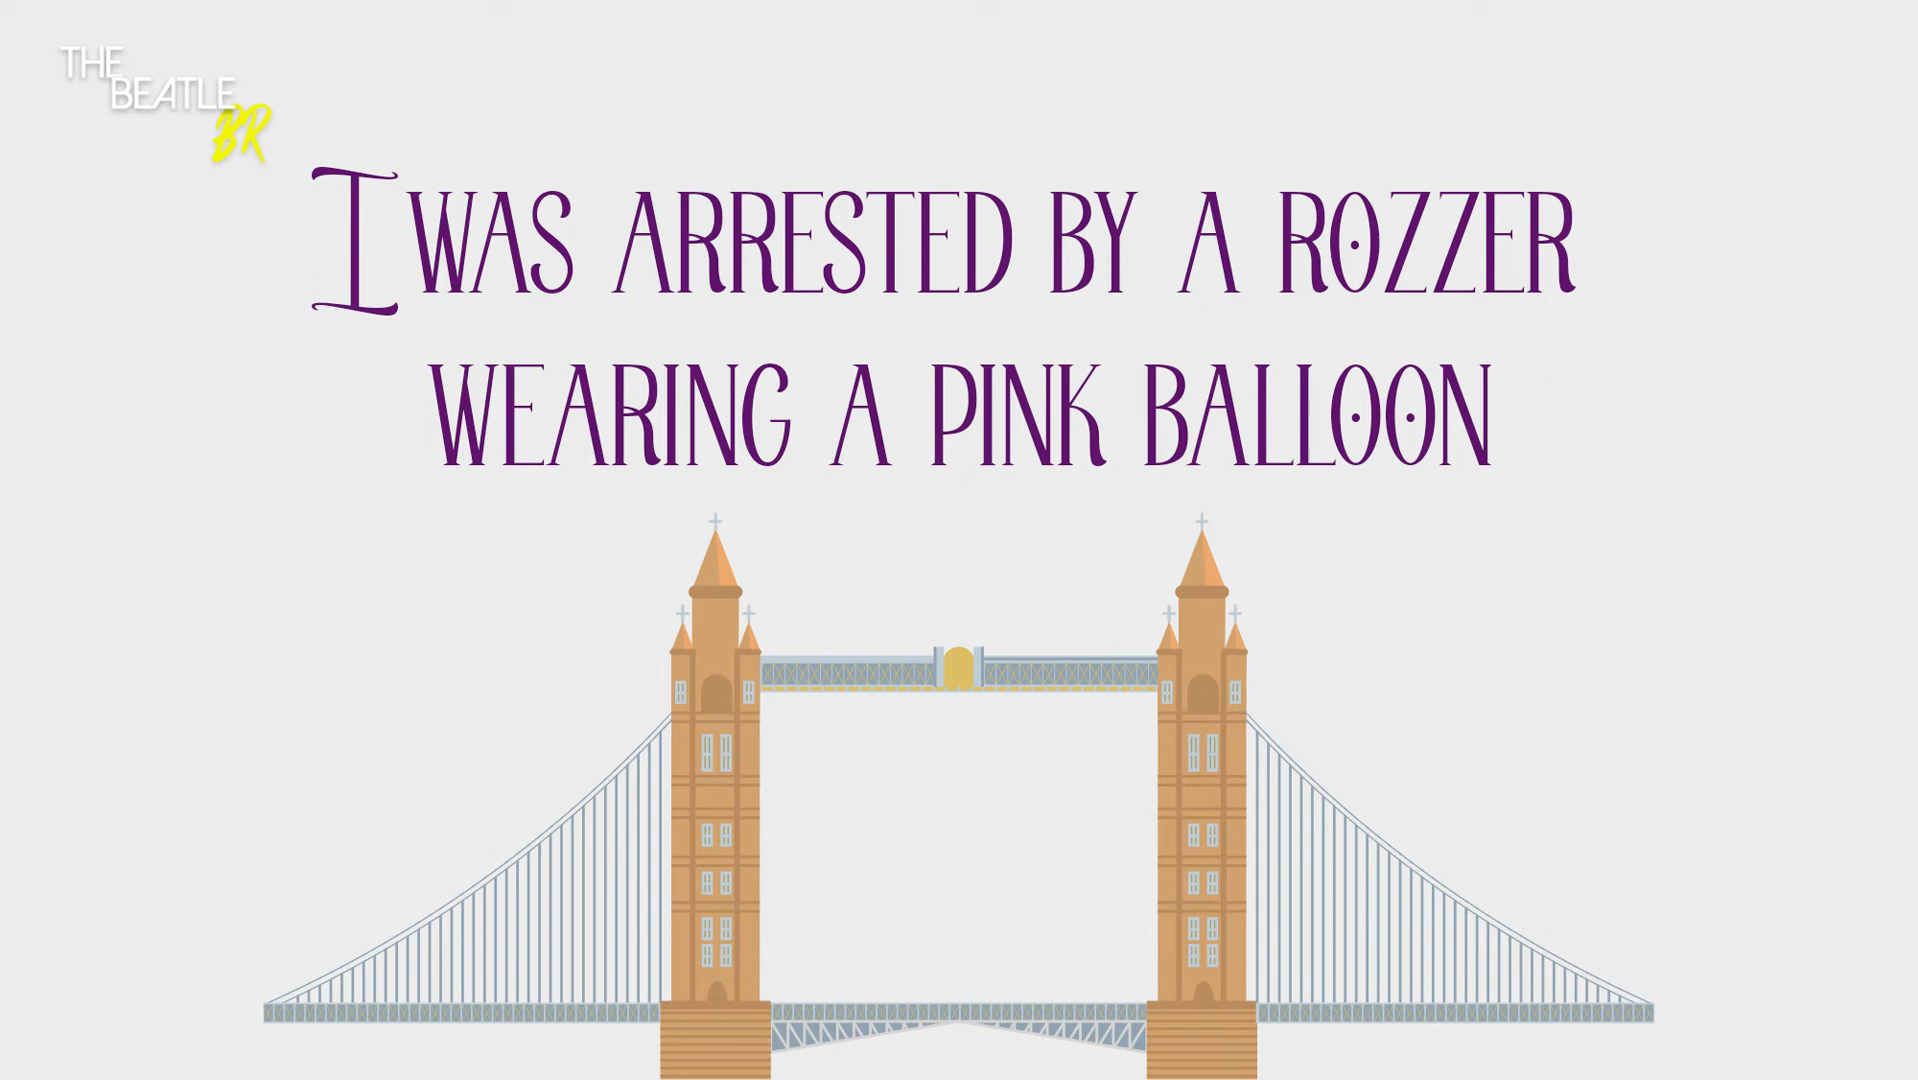 THE
BEATLE
BR
I WAS ARRESTED BY A ROZZER
WEARING A PINK BALLOON